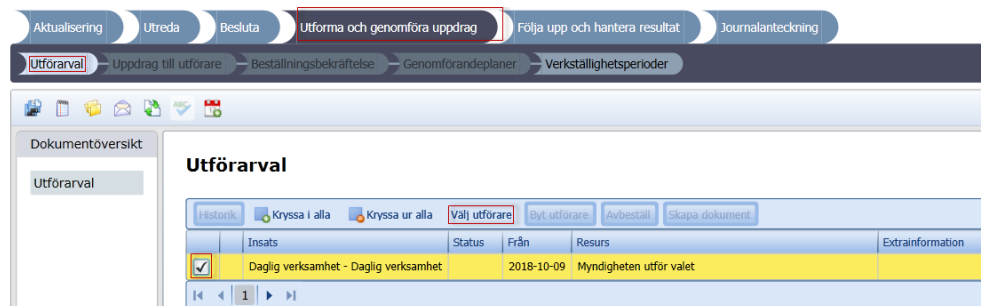 Aktualisering Utreda Besluta Utforma och genomföra uppdrag Följa upp och hantera resultat Journalanteckning
Utförarval Uppdrag till utförare Beställningsbekräftelse Genomförandeplaner Verkställighetsperioder
ABC
Dokumentöversikt
Utförarval
Utförarval
Historik Kryssa i alla Kryssa ur alla Välj utförare Byt utförare Avbeställ Skapa dokument
Insats Status Från Resurs Extrainformation
Daglig verksamhet - Daglig verksamhet 2018-10-09 Myndigheten utför valet
1